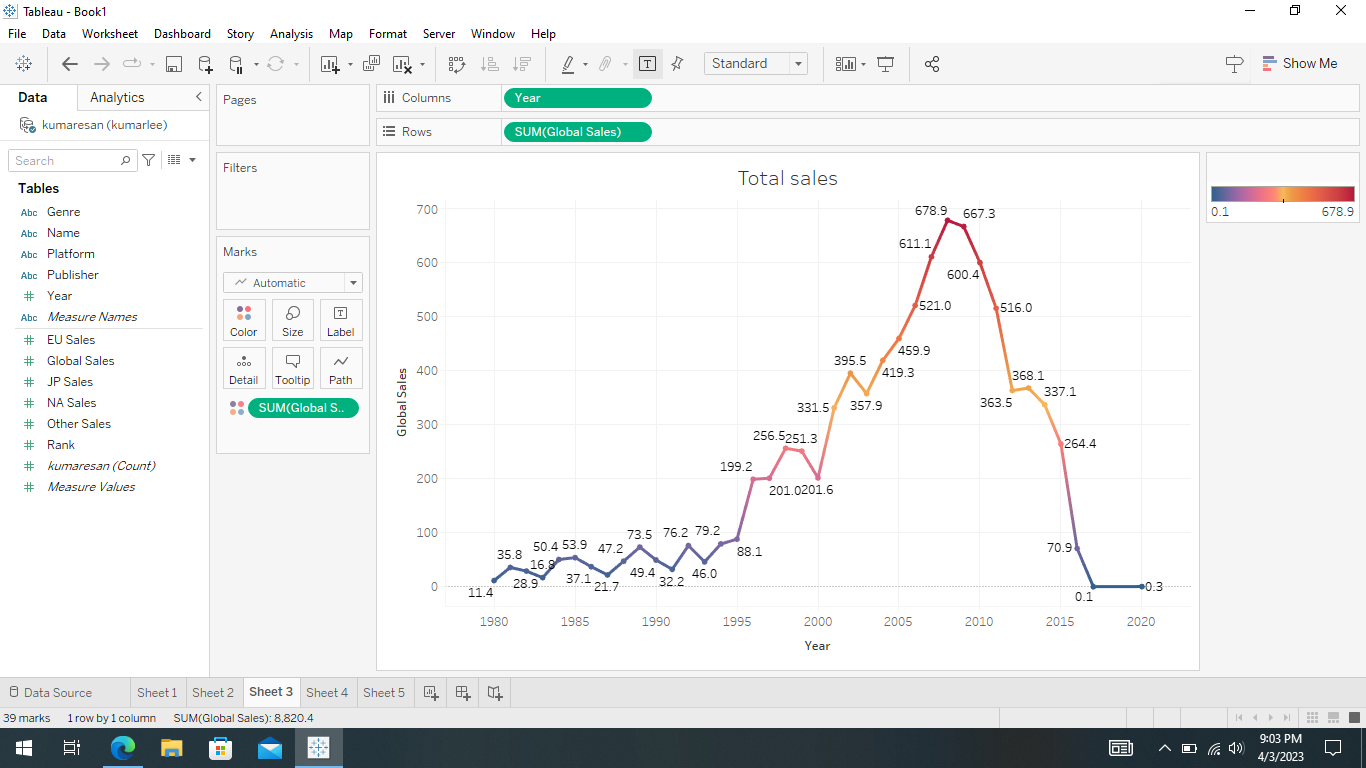 Tableau - Book1
File Data Worksheet Dashboard Story Analysis Map Format Server Window Help
Standard
Show Me
Data Analytics
kumaresan (kumarlee)
Search
Tables
Abc Genre
Abc Name
Abc Platform
Abc Publisher
Year
Abc Measure Names
EU Sales
Global Sales
JP Sales
NA Sales
Other Sales
Rank
kumaresan (Count)
Measure Values
Pages
Filters
Marks
Automatic
Color Size Label
Detail Tooltip Path
SUM(Global S..
Columns Year
Rows SUM(Global Sales)
Total sales
Global Sales
700
600
500
400
300
200
100
0
11.4
35.8
28.9
16.8
50.4
53.9
37.1
21.7
47.2
73.5
49.4
32.2
76.2
46.0
79.2
88.1
199.2
201.0
256.5
251.3
201.6
331.5
395.5
357.9
419.3
459.9
521.0
611.1
678.9
667.3
600.4
516.0
363.5
368.1
337.1
264.4
70.9
0.1
0.3
1980 1985 1990 1995 2000 2005 2010 2015 2020
Year
0.1 678.9
Data Source Sheet 1 Sheet 2 Sheet 3 Sheet 4 Sheet 5
39 marks 1 row by 1 column SUM(Global Sales): 8,820.4
9:03 PM
4/3/2023